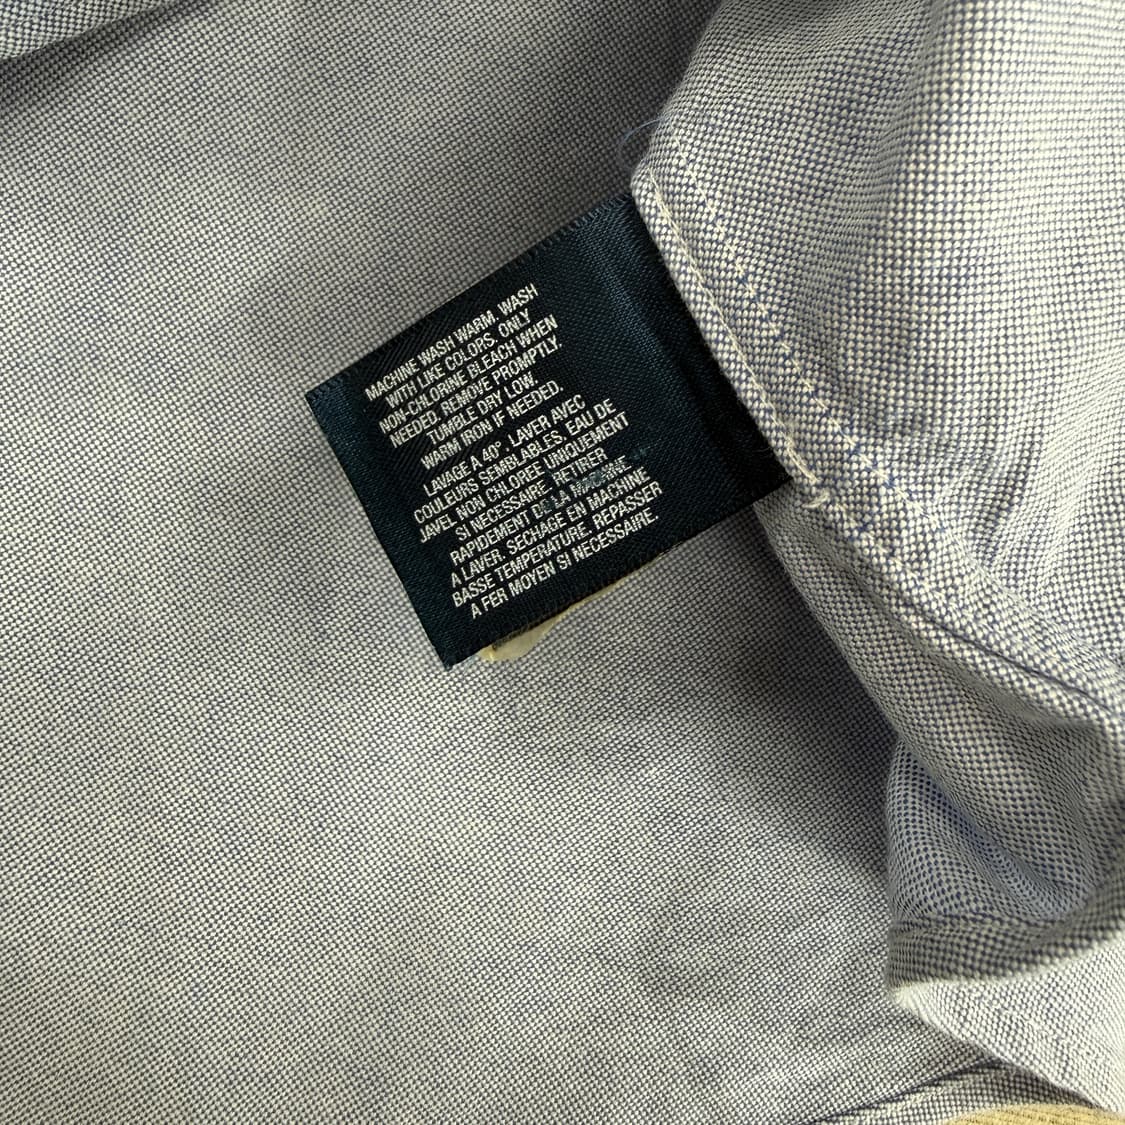 MACHINE WASH WARM. WASH
WITH LIKE COLORS. ONLY
NON-CHLORINE BLEACH WHEN
NEEDED. REMOVE PROMPTLY.
TUMBLE DRY LOW.
WARM IRON IF NEEDED.
LAVAGE A 40°. LAVER AVEC
COULEURS SEMBLABLES. EAU DE
JAVEL NON CHLOREE UNIQUEMENT
SI NECESSAIRE. RETIRER
RAPIDEMENT DE LA MACHINE
A LAVER. SECHAGE EN MACHINE
BASSE TEMPERATURE. REPASSER
A FER MOYEN SI NECESSAIRE.